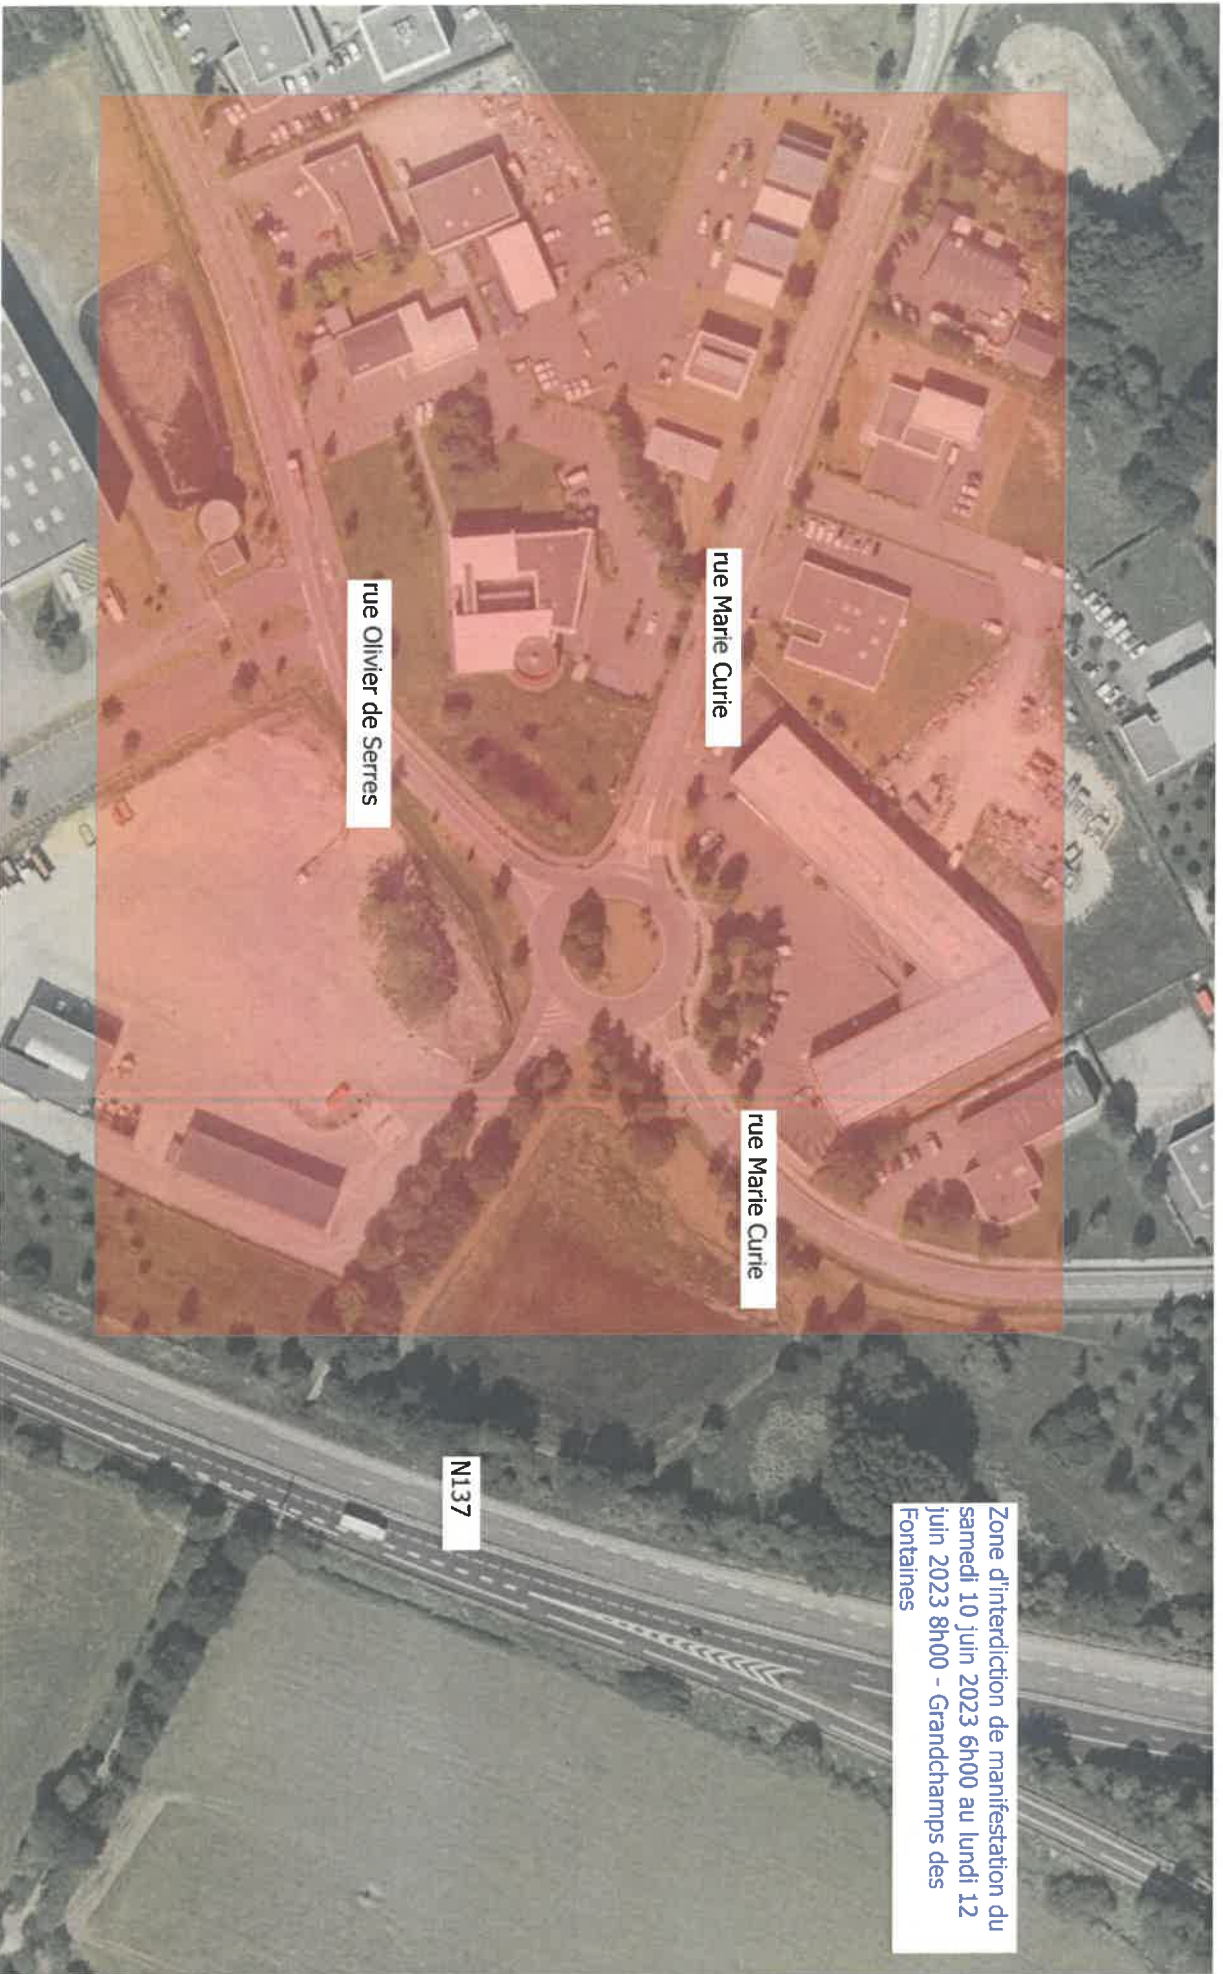 Zone d'interdiction de manifestation du
samedi 10 juin 2023 6h00 au lundi 12
juin 2023 8h00 - Grandchamps des
Fontaines
rue Marie Curie
rue Marie Curie
rue Olivier de Serres
N137